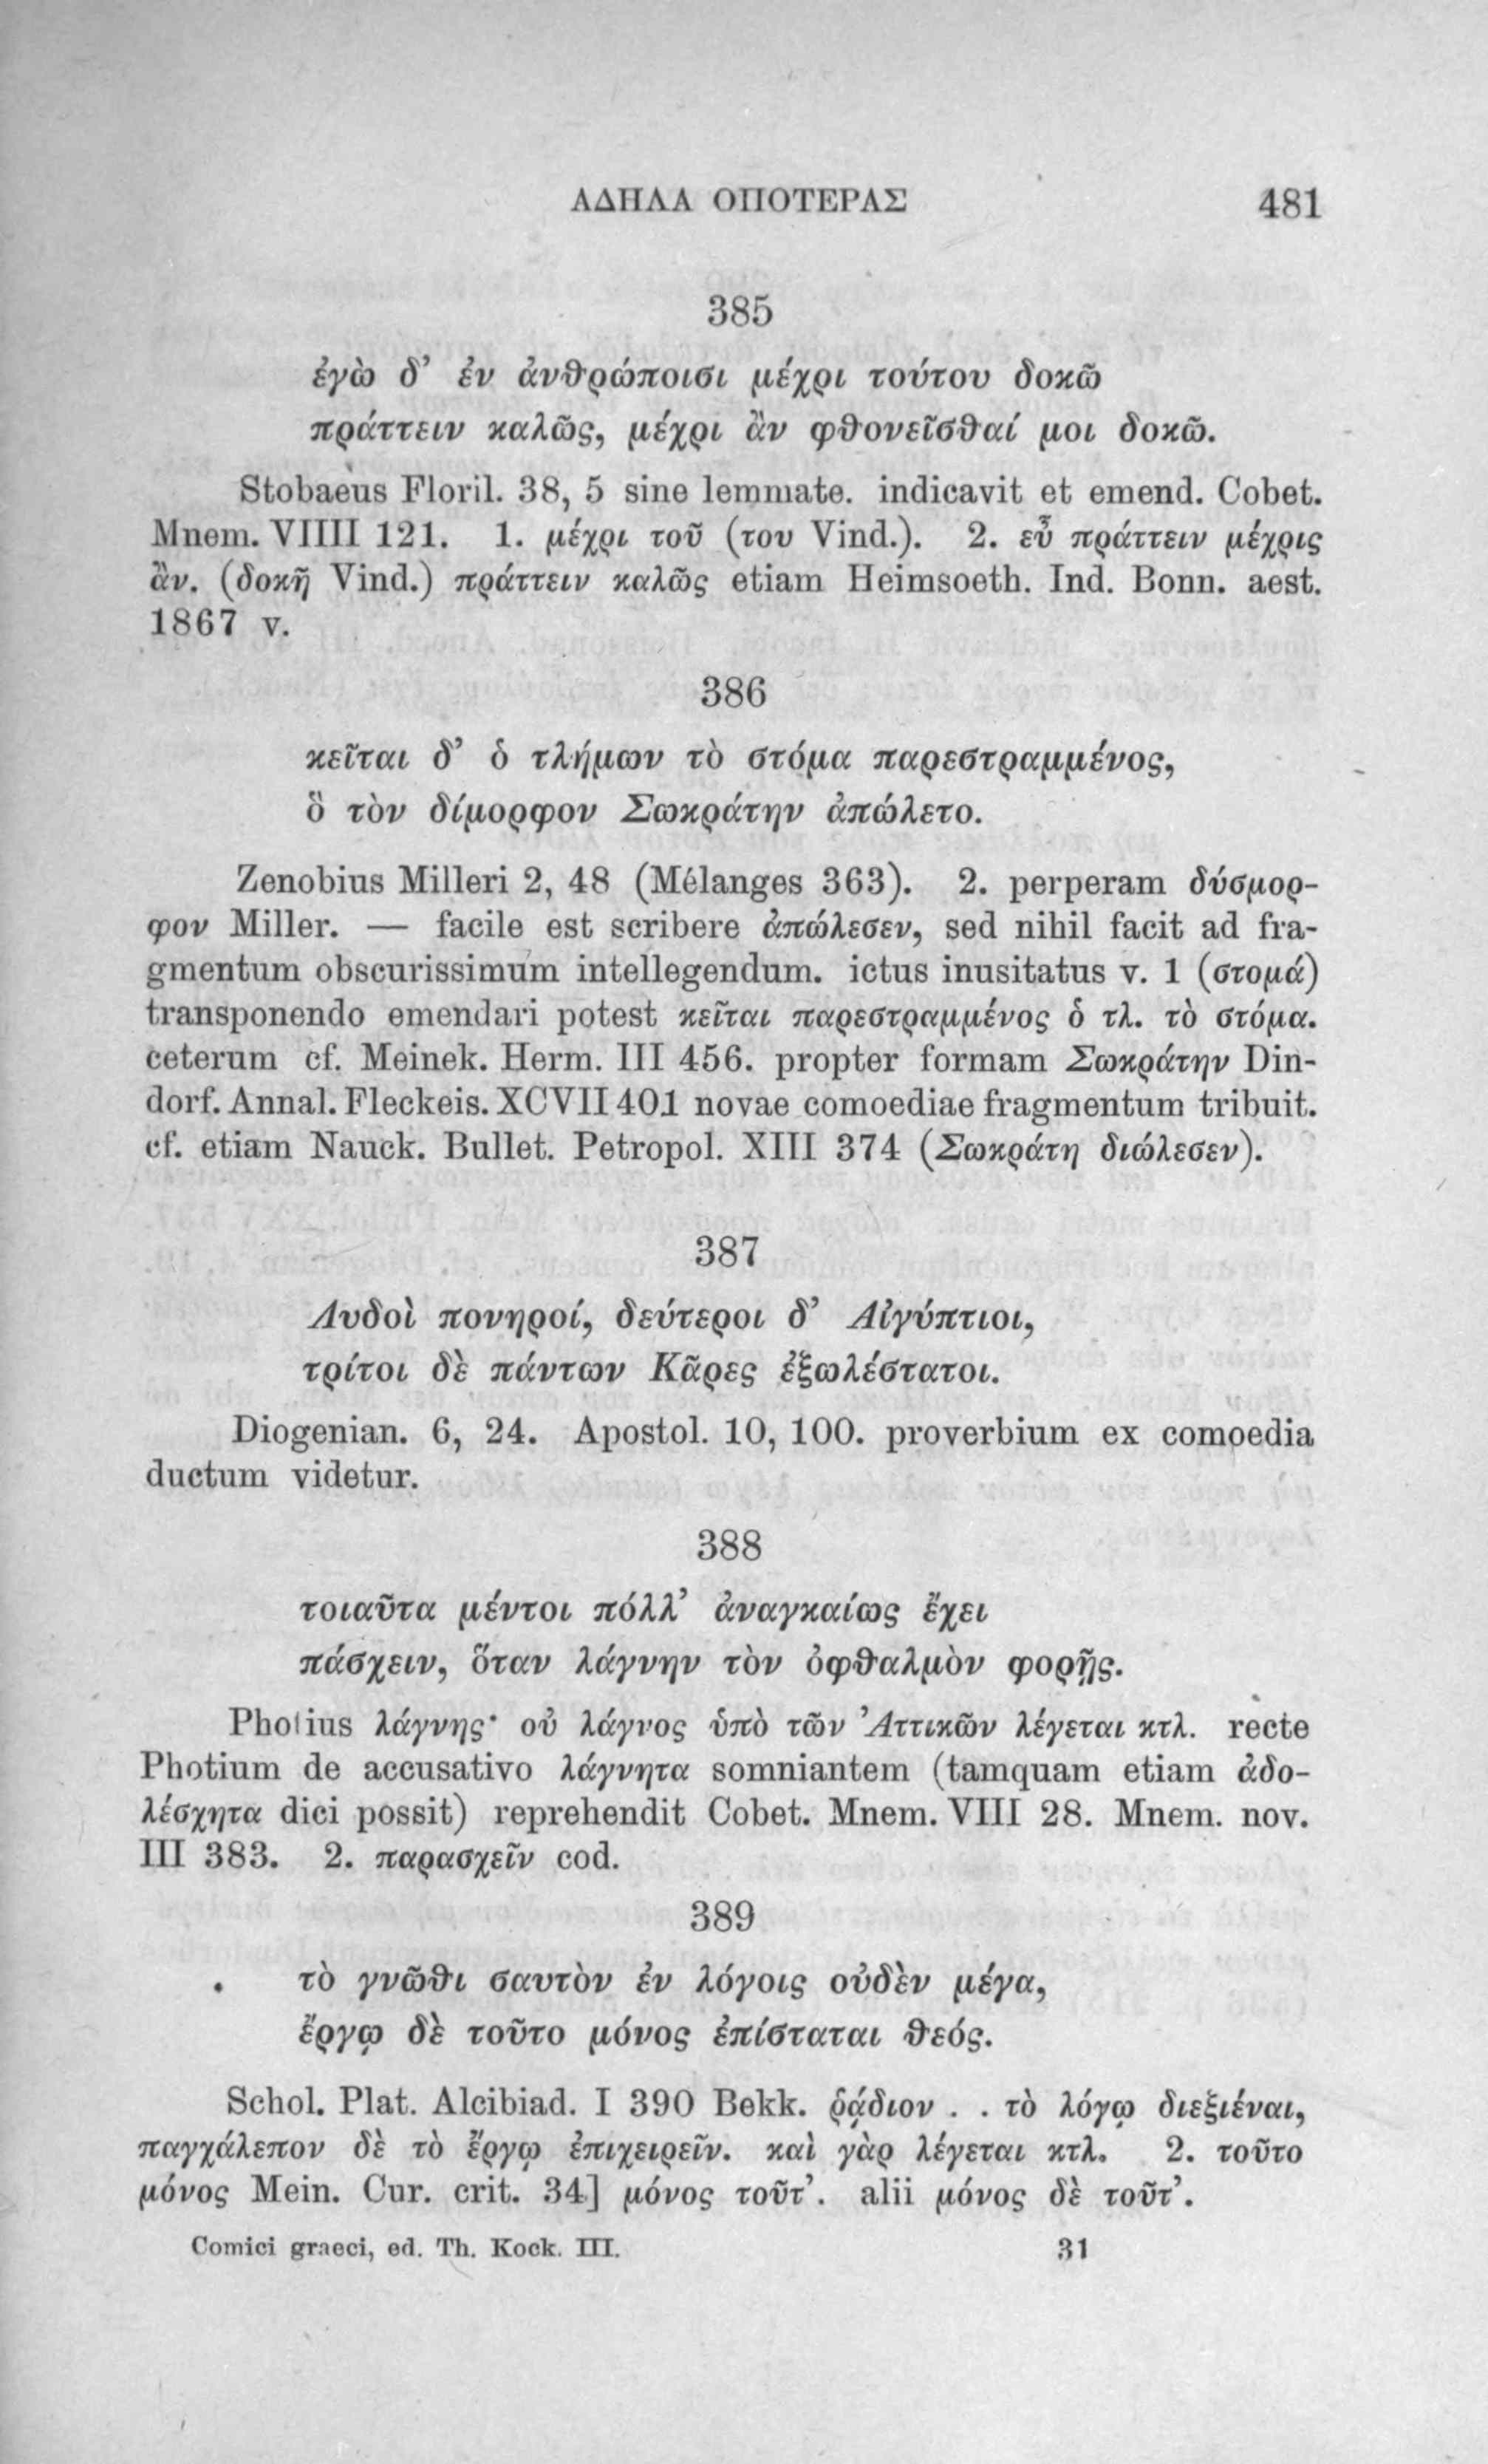 ΑΔΗΛΑ ΟΠΟΤΕΡΑΣ 481
385
ἐγὼ δ’ ἐν ἀνθρώποισι μέχρι τούτου δοκῶ
πράττειν καλῶς, μέχρι ἂν φθονεῖσθαί μοι δοκῶ.
Stobaeus Floril. 38, 5 sine lemmate. indicavit et emend. Cobet.
Mnem. VIIII 121. 1. μέχρι τοῦ (του Vind.). 2. εὖ πράττειν μέχρις
ἂν. (δοκῇ Vind.) πράττειν καλῶς etiam Heimsoeth. Ind. Bonn. aest.
1867 v.
386
κεῖται δ’ ὁ τλήμων τὸ στόμα παρεστραμμένος,
ὃ τὸν δίμορφον Σωκράτην ἀπώλετο.
Zenobius Milleri 2, 48 (Mélanges 363). 2. perperam δύσμορ-
φον Miller. — facile est scribere ἀπώλεσεν, sed nihil facit ad fra-
gmentum obscurissimum intellegendum. ictus inusitatus v. 1 (στομά)
transponendo emendari potest κεῖται παρεστραμμένος ὁ τλ. τὸ στόμα.
ceterum cf. Meinek. Herm. III 456. propter formam Σωκράτην Din-
dorf. Annal. Fleckeis. XCVII 401 novae comoediae fragmentum tribuit.
cf. etiam Nauck. Bullet. Petropol. XIII 374 (Σωκράτη διώλεσεν).
387
Λυδοὶ πονηροί, δεύτεροι δ’ Αἰγύπτιοι,
τρίτοι δὲ πάντων Κᾶρες ἐξωλέστατοι.
Diogenian. 6, 24. Apostol. 10, 100. proverbium ex comoedia
ductum videtur.
388
τοιαῦτα μέντοι πόλλ’ ἀναγκαίως ἔχει
πάσχειν, ὅταν λάγνην τὸν ὀφθαλμὸν φορῇς.
Photius λάγνης· οὐ λάγνος ὑπὸ τῶν Ἀττικῶν λέγεται κτλ. recte
Photium de accusativo λάγνητα somniantem (tamquam etiam ἀδο-
λέσχητα dici possit) reprehendit Cobet. Mnem. VIII 28. Mnem. nov.
III 383. 2. παρασχεῖν cod.
389
τὸ γνῶθι σαυτὸν ἐν λόγοις οὐδὲν μέγα,
ἔργῳ δὲ τοῦτο μόνος ἐπίσταται θεός.
Schol. Plat. Alcibiad. I 390 Bekk. ῥᾴδιον . . τὸ λόγῳ διεξιέναι,
παγχάλεπον δὲ τὸ ἔργῳ ἐπιχειρεῖν. καὶ γὰρ λέγεται κτλ. 2. τοῦτο
μόνος Mein. Cur. crit. 34] μόνος τοῦτ’. alii μόνος δὲ τοῦτ’.
Comici graeci, ed. Th. Kock. III. 31